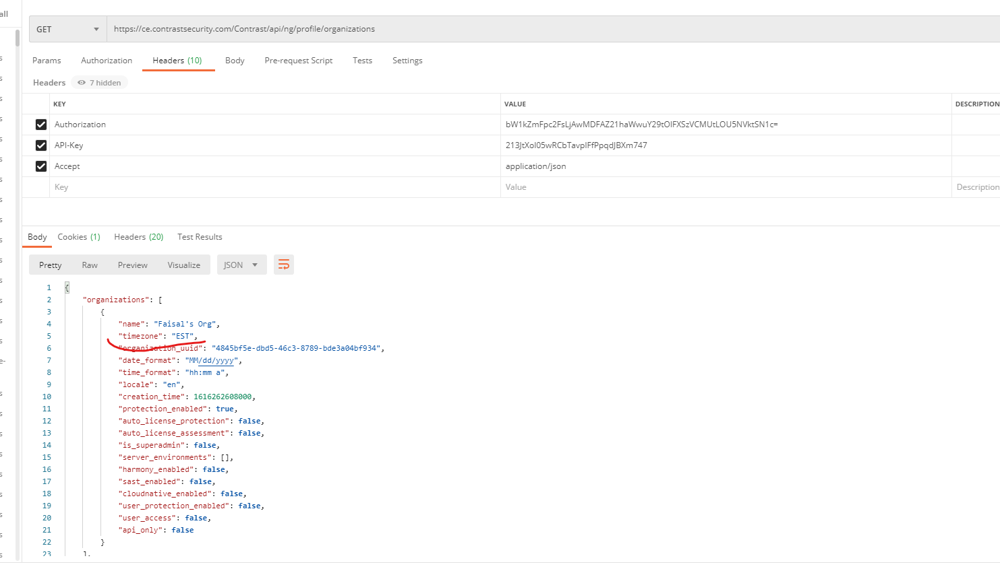 all
GET
https://ce.contrastsecurity.com/Contrast/api/ng/profile/organizations
Params Authorization Headers (10) Body Pre-request Script Tests Settings
Headers 7 hidden
KEY VALUE DESCRIPTION
Authorization
API-Key
Accept application/json
Key Value Description
Body Cookies (1) Headers (20) Test Results
Pretty Raw Preview Visualize JSON
1 {
2 "organizations": [
3 {
4 "name": "Faisal's Org",
5 "timezone": "EST",
6 "organization_uuid": "4845bf5e-dbd5-46c3-8789-bde3a04bf934",
7 "date_format": "MM/dd/yyyy",
8 "time_format": "hh:mm a",
9 "locale": "en",
10 "creation_time": 1616262608000,
11 "protection_enabled": true,
12 "auto_license_protection": false,
13 "auto_license_assessment": false,
14 "is_superadmin": false,
15 "server_environments": [],
16 "harmony_enabled": false,
17 "sast_enabled": false,
18 "cloudnative_enabled": false,
19 "user_protection_enabled": false,
20 "user_access": false,
21 "api_only": false
22 }
23 ],